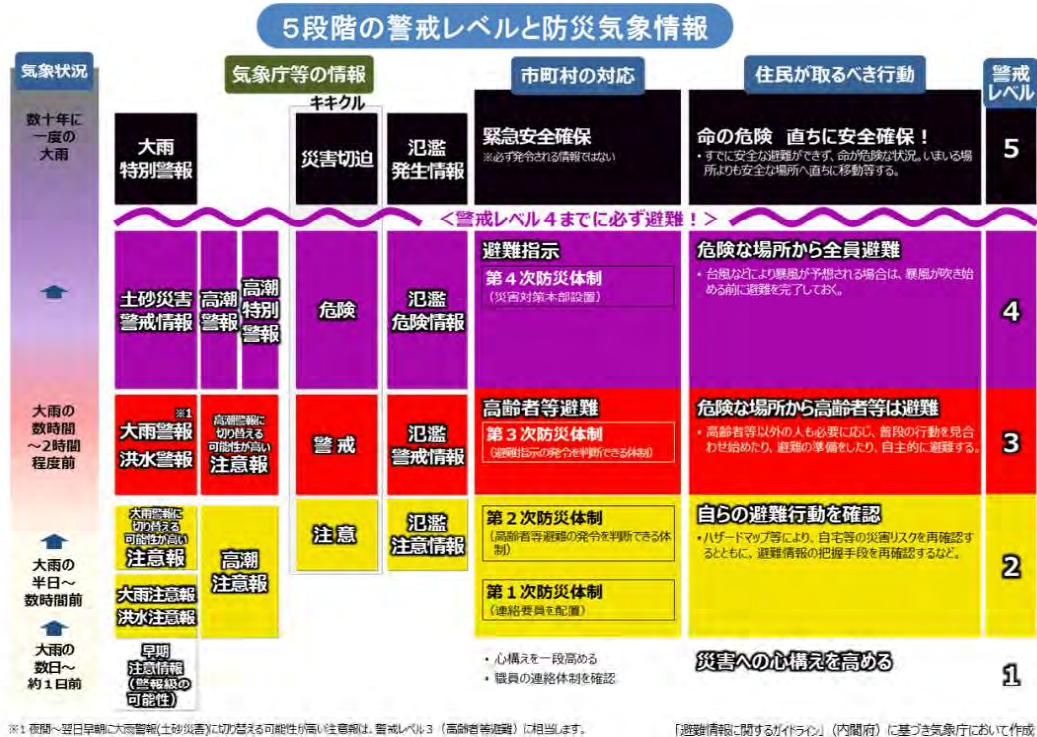 5段階の警戒レベルと防災気象情報
気象状況
気象庁等の情報
市町村の対応
住民が取るべき行動
警戒
レベル
キキクル
数十年に
一度の
大雨
大雨
特別警報
災害切迫
氾濫
発生情報
緊急安全確保
※必ず発令される情報ではない
命の危険 直ちに安全確保!
・すでに安全な避難ができず、命が危険な状況。いまいる場
所よりも安全な場所へ直ちに移動等する。
5
<警戒レベル4までに必ず避難!>
土砂災害
警戒情報
高潮
警報
高潮
特別
警報
危険
氾濫
危険情報
避難指示
第4次防災体制
(災害対策本部設置)
危険な場所から全員避難
・台風などにより暴風が予想される場合は、暴風が吹き始
める前に避難を完了しておく。
4
大雨の
数時間
~2時間
程度前
※1
大雨警報
洪水警報
高潮警報に
切り替える
可能性が高い
注意報
警戒
氾濫
警戒情報
高齢者等避難
第3次防災体制
(避難指示の発令を判断できる体制)
危険な場所から高齢者等は避難
・高齢者等以外の人も必要に応じ、普段の行動を見合
わせ始めたり、避難の準備をしたり、自主的に避難する。
3
大雨の
半日~
数時間前
大雨警報に
切り替える
可能性が高い
注意報
大雨注意報
洪水注意報
高潮
注意報
注意
氾濫
注意情報
第2次防災体制
(高齢者等避難の発令を判断できる体
制)
第1次防災体制
(連絡要員を配置)
自らの避難行動を確認
・ハザードマップ等により、自宅等の災害リスクを再確認す
るとともに、避難情報の把握手段を再確認するなど。
2
大雨の
数日~
約1日前
早期
注意情報
(警報級の
可能性)
・心構えを一段高める
・職員の連絡体制を確認
災害への心構えを高める
1
※1 夜間~翌日早朝に大雨警報(土砂災害)に切り替える可能性が高い注意報は、警戒レベル3(高齢者等避難)に相当します。
「避難情報に関するガイドライン」(内閣府)に基づき気象庁において作成